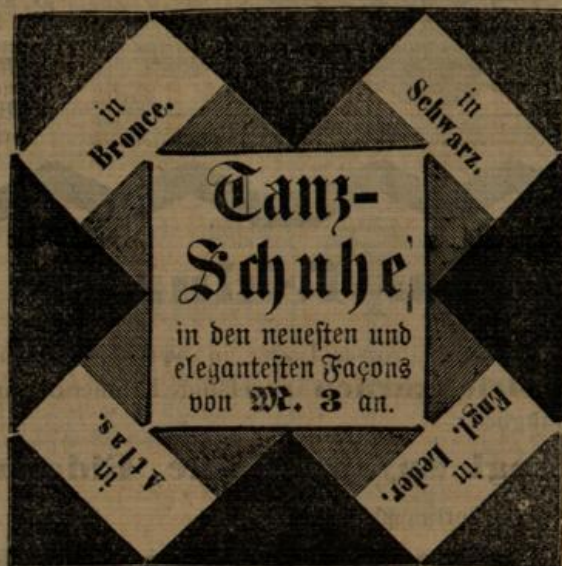 in
Bronce.
in
Schwarz.
Tanz-
Schuhe
in den neuesten und
elegantesten Façons
von M. 3 an.
in
Atlas.
in
Engl. Leder.